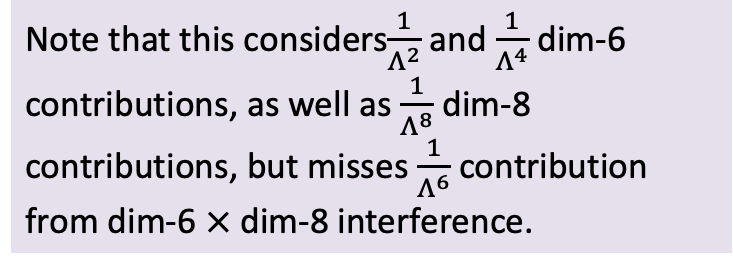 Note that this considers $\frac{1}{\Lambda^2}$ and $\frac{1}{\Lambda^4}$ dim-6
contributions, as well as $\frac{1}{\Lambda^8}$ dim-8
contributions, but misses $\frac{1}{\Lambda^6}$ contribution
from dim-6 × dim-8 interference.